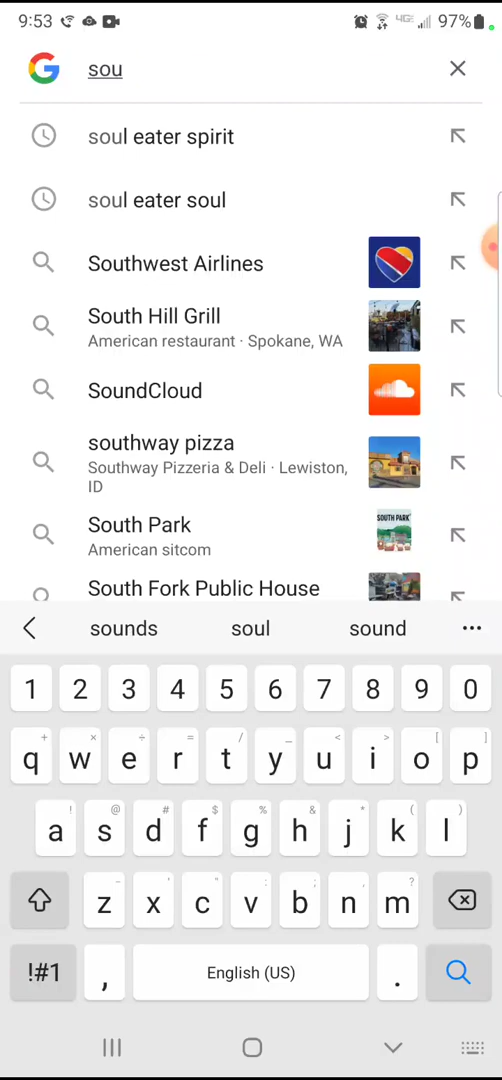 9:53 97%
sou
soul eater spirit
soul eater soul
Southwest Airlines
South Hill Grill
American restaurant · Spokane, WA
SoundCloud
southway pizza
Southway Pizzeria & Deli · Lewiston,
ID
South Park
SOUTH PARK
American sitcom
South Fork Public House
sounds soul sound ...
1 2 3 4 5 6 7 8 9 0
+ × ÷ = / _ < > [ ]
q w e r t y u i o p
! @ # $ % & * ( )
a s d f g h j k l
- ' " : ; , ?
z x c v b n m
!#1 , English (US) .